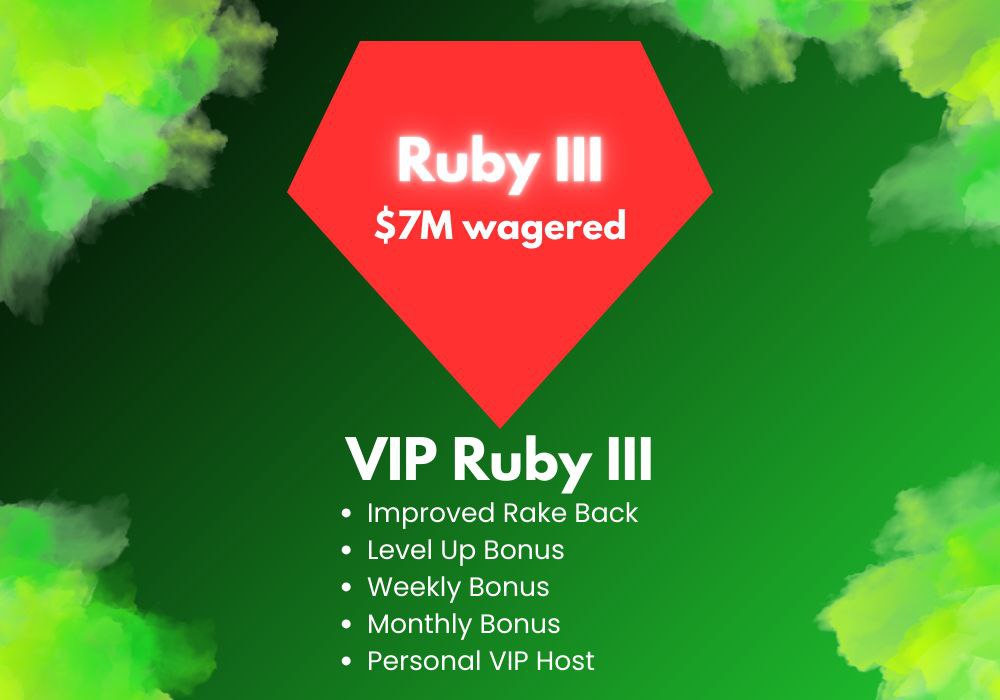 Ruby III
$7M wagered
VIP Ruby III
• Improved Rake Back
• Level Up Bonus
• Weekly Bonus
• Monthly Bonus
• Personal VIP Host